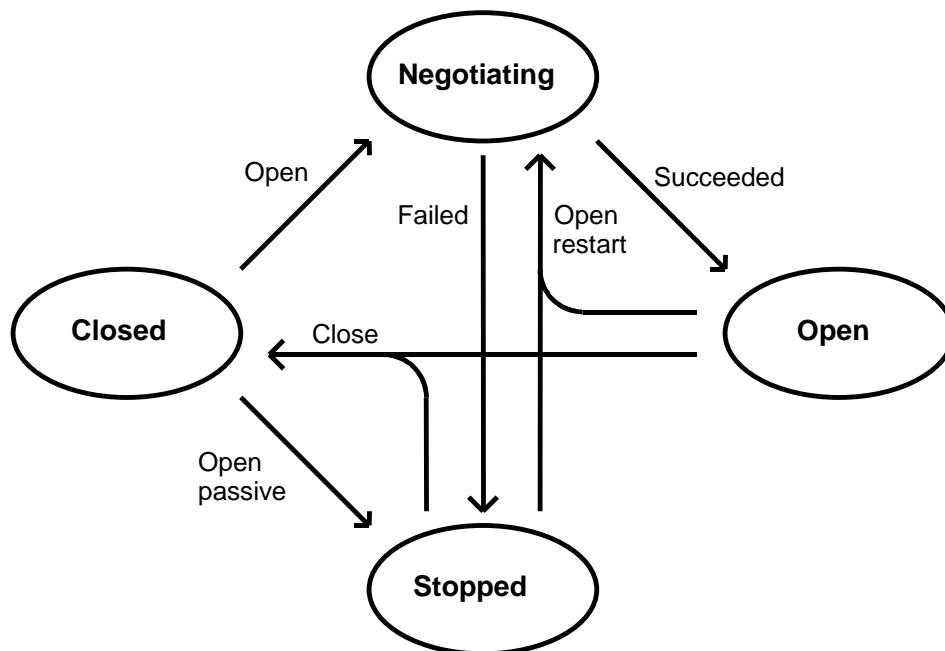 Negotiating
Open
Succeeded
Failed
Open
restart
Closed
Close
Open
Open
passive
Stopped